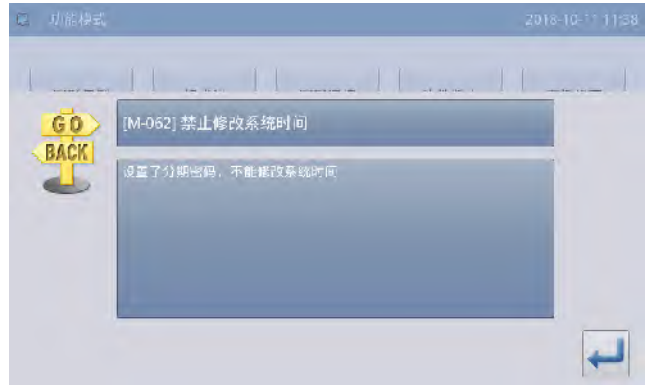 功能模式 2018-10-11 11:38
GO
BACK
[M-062] 禁止修改系统时间
设置了分期密码，不能修改系统时间